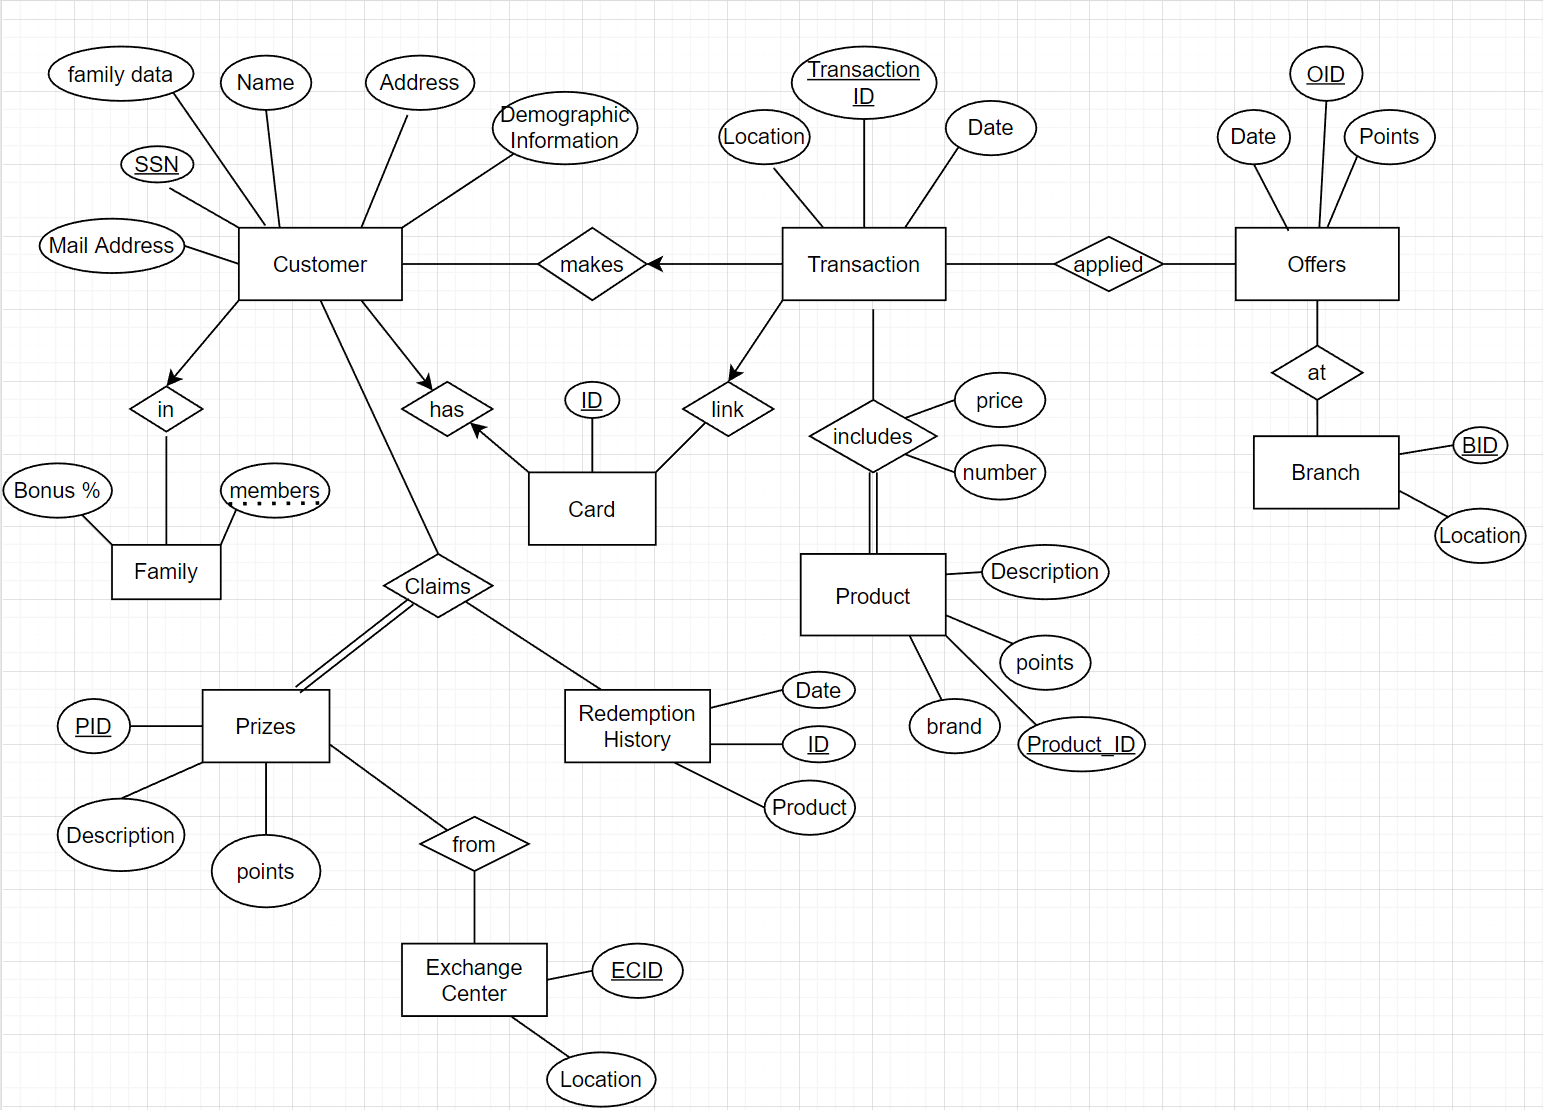 family data
Name
Address
Demographic
Information
SSN
Mail Address
Customer
makes
Transaction
ID
Location
Date
Transaction
applied
OID
Date
Points
Offers
at
Branch
BID
Location
in
has
ID
link
Card
Bonus %
members
Family
includes
price
number
Product
Description
points
brand
Product_ID
Claims
Prizes
PID
Description
points
Redemption
History
Date
ID
Product
from
Exchange
Center
ECID
Location